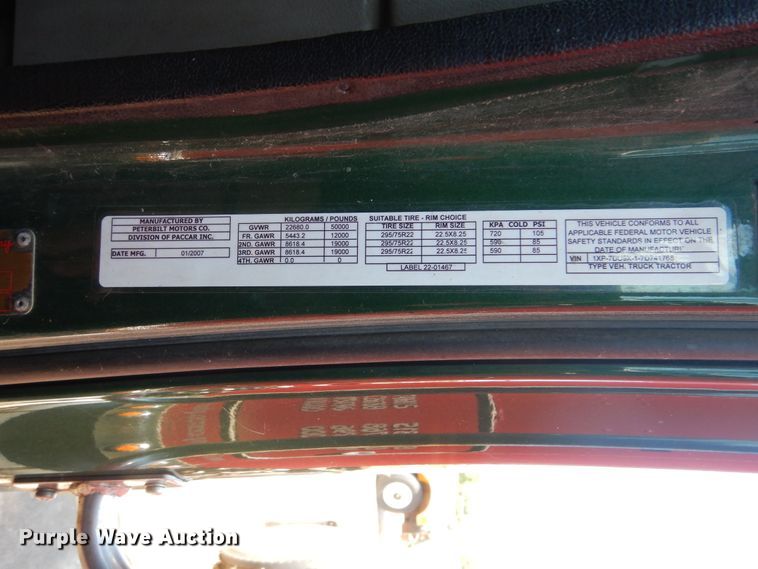 MANUFACTURED BY
PETERBILT MOTORS CO.
DIVISION OF PACCAR INC.
DATE MFG. 01/2007
KILOGRAMS / POUNDS
GVWR 22680.0 50000
FR. GAWR 5443.2 12000
2ND. GAWR 8618.4 19000
3RD. GAWR 8618.4 19000
4TH. GAWR 0.0 0
SUITABLE TIRE - RIM CHOICE
TIRE SIZE RIM SIZE
295/75R22 22.5X8.25
295/75R22 22.5X8.25
295/75R22 22.5X8.25
LABEL 22-01467
KPA COLD PSI
720 105
590 85
590 85
THIS VEHICLE CONFORMS TO ALL
APPLICABLE FEDERAL MOTOR VEHICLE
SAFETY STANDARDS IN EFFECT ON THE
DATE OF MANUFACTURE
VIN
TYPE VEH. TRUCK TRACTOR
Purple Wave Auction